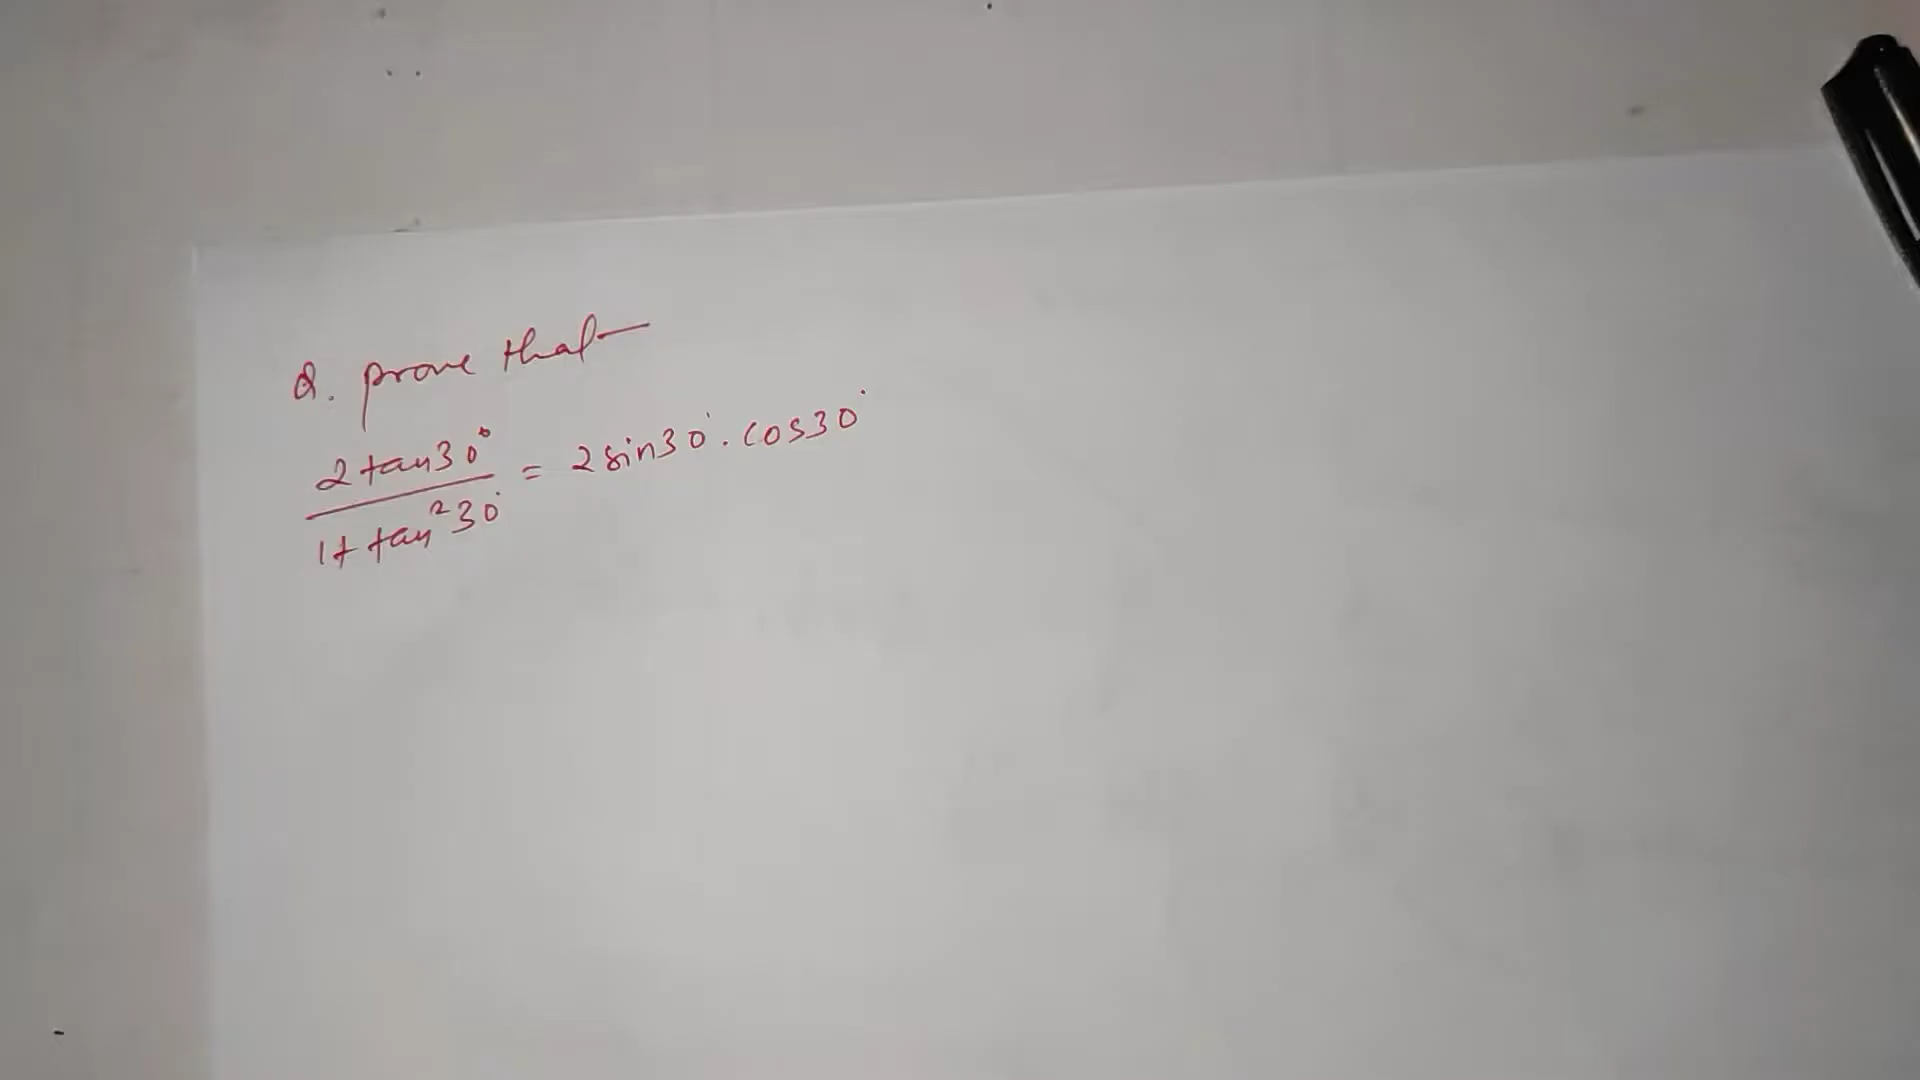 Q. prove that
2tan30° / 1+tan²30° = 2sin30°.cos30°